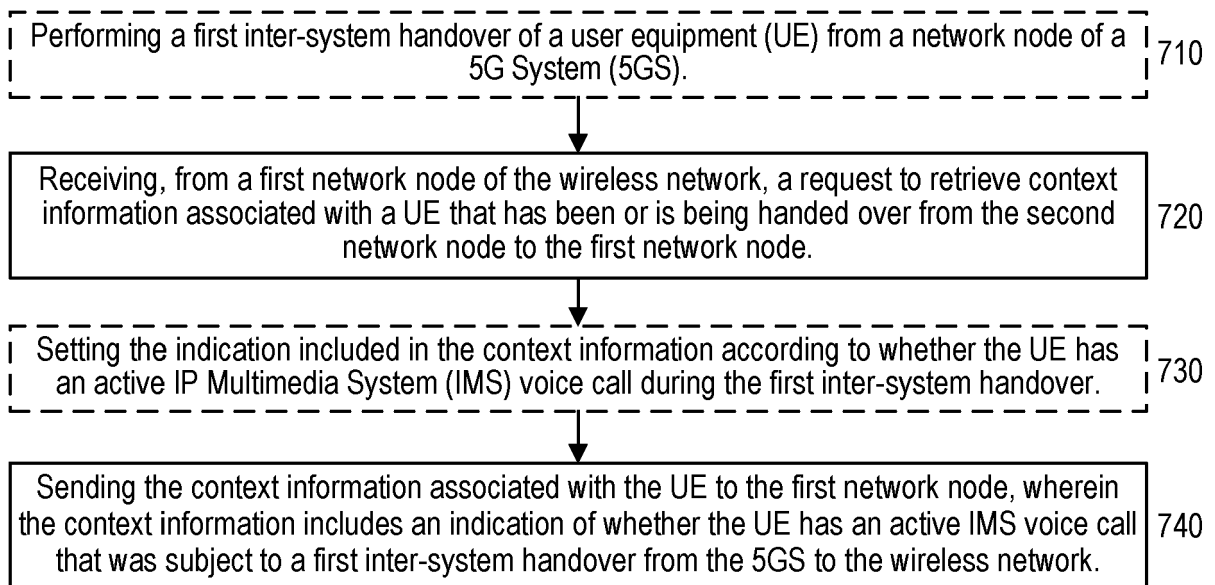 Performing a first inter-system handover of a user equipment (UE) from a network node of a
5G System (5GS).
710
Receiving, from a first network node of the wireless network, a request to retrieve context
information associated with a UE that has been or is being handed over from the second
network node to the first network node.
720
Setting the indication included in the context information according to whether the UE has
an active IP Multimedia System (IMS) voice call during the first inter-system handover.
730
Sending the context information associated with the UE to the first network node, wherein
the context information includes an indication of whether the UE has an active IMS voice call
that was subject to a first inter-system handover from the 5GS to the wireless network.
740